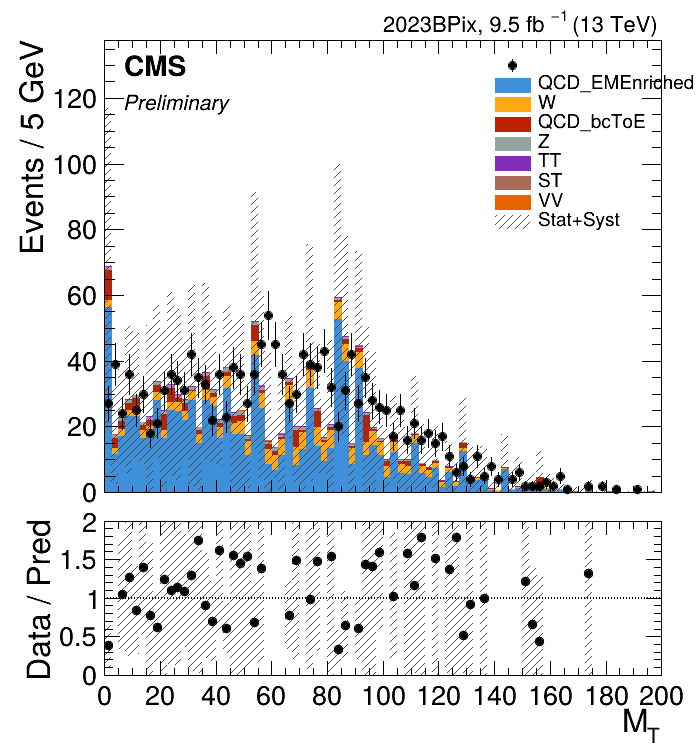 2023BPix, 9.5 fb⁻¹ (13 TeV)
CMS
Preliminary
QCD_EMEnriched
W
QCD_bcToE
Z
TT
ST
VV
Stat+Syst
Events / 5 GeV
120
100
80
60
40
20
0
Data / Pred
2
1.5
1
0.5
0
0 20 40 60 80 100 120 140 160 180 200
M_T